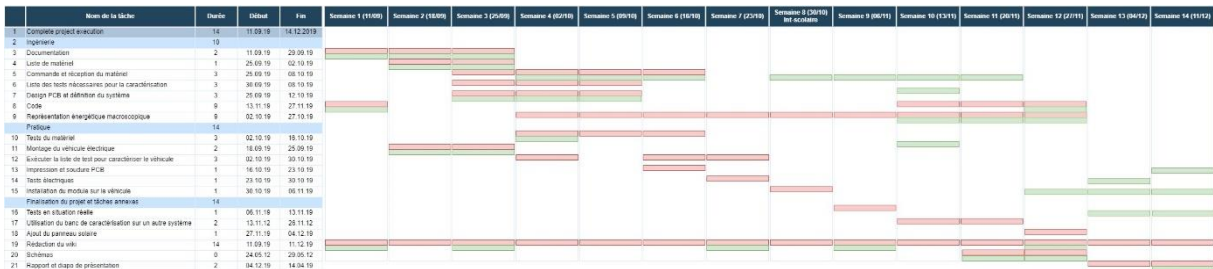 Nom de la tâche Durée Début Fin Semaine 1 (11/09) Semaine 2 (18/09) Semaine 3 (25/09) Semaine 4 (02/10) Semaine 5 (09/10) Semaine 6 (16/10) Semaine 7 (23/10) Semaine 8 (30/10) Int-scolaire Semaine 9 (06/11) Semaine 10 (13/11) Semaine 11 (20/11) Semaine 12 (27/11) Semaine 13 (04/12) Semaine 14 (11/12)
1 Complete project execution 14 11.09.19 14.12.2019
2 Ingénierie 10
3 Documentation 2 11.09.19 29.09.19
4 Liste de matériel 1 25.09.19 02.10.19
5 Commande et réception du matériel 3 25.09.19 08.10.19
6 Liste des tests nécessaires pour la caractérisation 3 30.09.19 08.10.19
7 Design PCB et définition du système 3 25.09.19 12.10.19
8 Code 9 13.11.19 27.11.19
9 Représentation énergétique macroscopique 9 02.10.19 27.10.19
Pratique 14
10 Tests du matériel 3 02.10.19 16.10.19
11 Montage du véhicule électrique 2 18.09.19 25.09.19
12 Exécuter la liste de test pour caractériser le véhicule 3 02.10.19 30.10.19
13 Impression et soudure PCB 1 16.10.19 23.10.19
14 Tests électriques 1 23.10.19 30.10.19
15 Installation du module sur le véhicule 1 30.10.19 06.11.19
Finalisation du projet et tâches annexes 14
16 Tests en situation réelle 1 06.11.19 13.11.19
17 Utilisation du banc de caractérisation sur un autre système 2 13.11.12 26.11.12
18 Ajout du panneau solaire 1 27.11.19 04.12.19
19 Rédaction du wiki 14 11.09.19 11.12.19
20 Schémas 0 24.05.12 29.05.12
21 Rapport et diapo de présentation 2 04.12.19 14.04.19